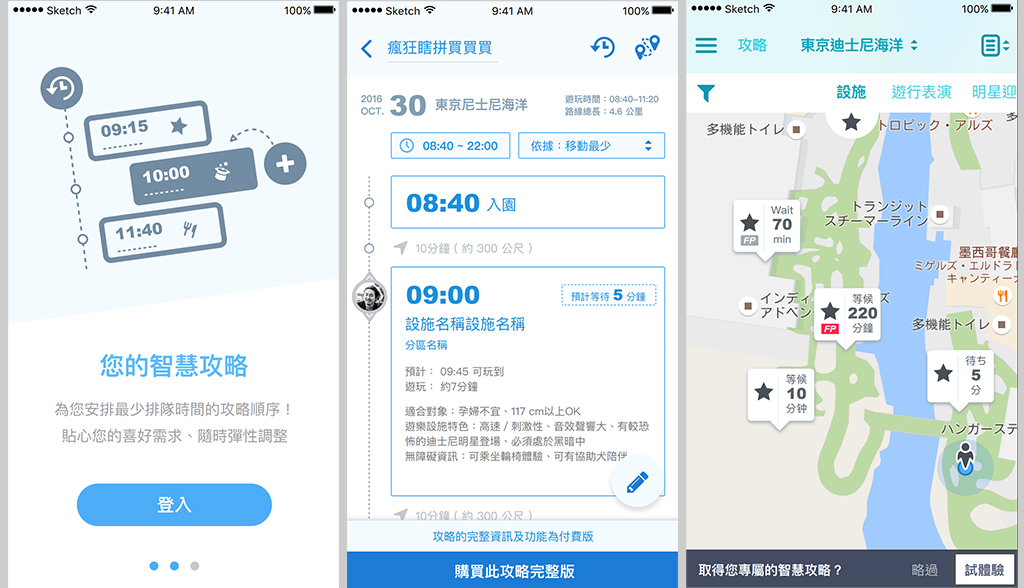 Sketch 9:41 AM 100%
09:15
10:00
11:40
您的智慧攻略
為您安排最少排隊時間的攻略順序！
貼心您的喜好需求、隨時彈性調整
登入
Sketch 9:41 AM 100%
瘋狂瞎拼買買買
2016
OCT.
30
東京尼士尼海洋
遊玩時間：08:40~11:20
路線總長：4.6 公里
08:40 ~ 22:00
依據：移動最少
08:40 入園
10分鐘 ( 約 300 公尺 )
09:00
預計等待 5 分鐘
設施名稱設施名稱
分區名稱
預計： 09:45 可玩到
遊玩： 約7分鐘
適合對象：孕婦不宜、117 cm以上OK
遊樂設施特色：高速 / 刺激性、音效聲響大、有較恐
怖的迪士尼明星登場、必須處於黑暗中
無障礙資訊：可乘坐輪椅體驗、可有協助犬陪伴
10分鐘 ( 約 300 公尺 )
攻略的完整資訊及功能為付費版
購買此攻略完整版
Sketch 9:41 AM 100%
攻略
東京迪士尼海洋
設施
遊行表演
明星迎
多機能トイレ
トロピック・アルズ
Wait
70
min
FP
トランジット
スチーマーライン
墨西哥餐廳
ミゲルズ・エルドラド
キャンティーナ
インディ
アドベン
ズ
等候
220
分鐘
FP
多機能トイレ
待ち
5
分
等候
10
分钟
ハンガーステ
取得您專屬的智慧攻略？
略過
試體驗